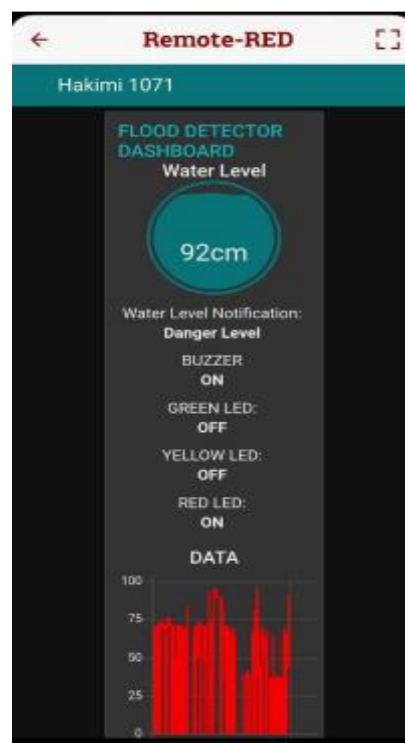 Remote-RED
Hakimi 1071
FLOOD DETECTOR
DASHBOARD
Water Level
92cm
Water Level Notification:
Danger Level
BUZZER
ON
GREEN LED:
OFF
YELLOW LED:
OFF
RED LED:
ON
DATA
100
75
50
25
0